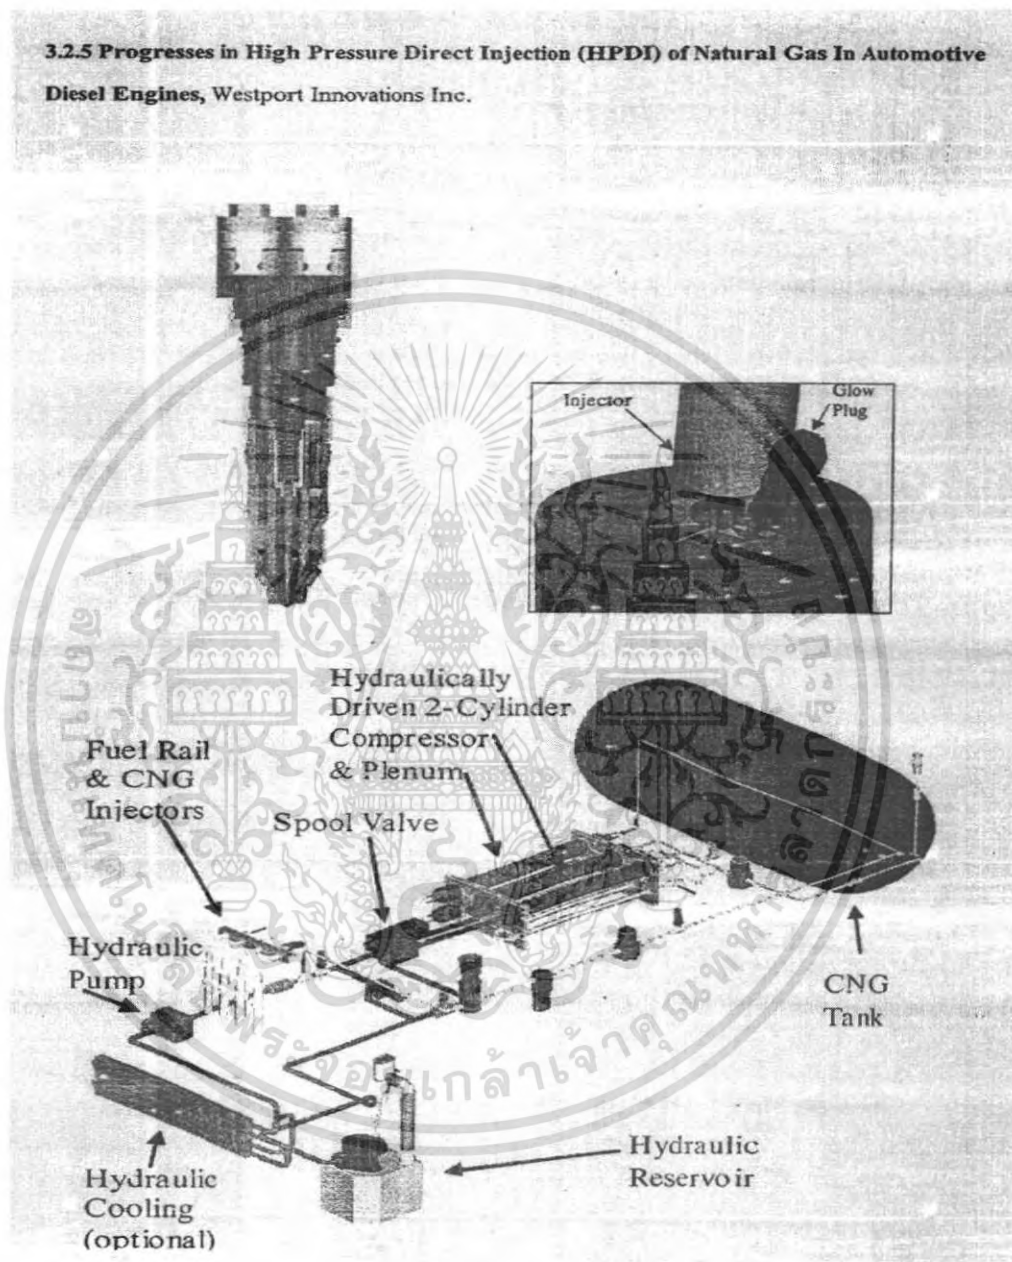 3.2.5 Progresses in High Pressure Direct Injection (HPDI) of Natural Gas In Automotive
Diesel Engines, Westport Innovations Inc.
Injector
Glow
Plug
Hydraulically
Driven 2-Cylinder
Compressor
& Plenum
Fuel Rail
& CNG
Injectors
Spool Valve
Hydraulic
Pump
CNG
Tank
Hydraulic
Reservoir
Hydraulic
Cooling
(optional)